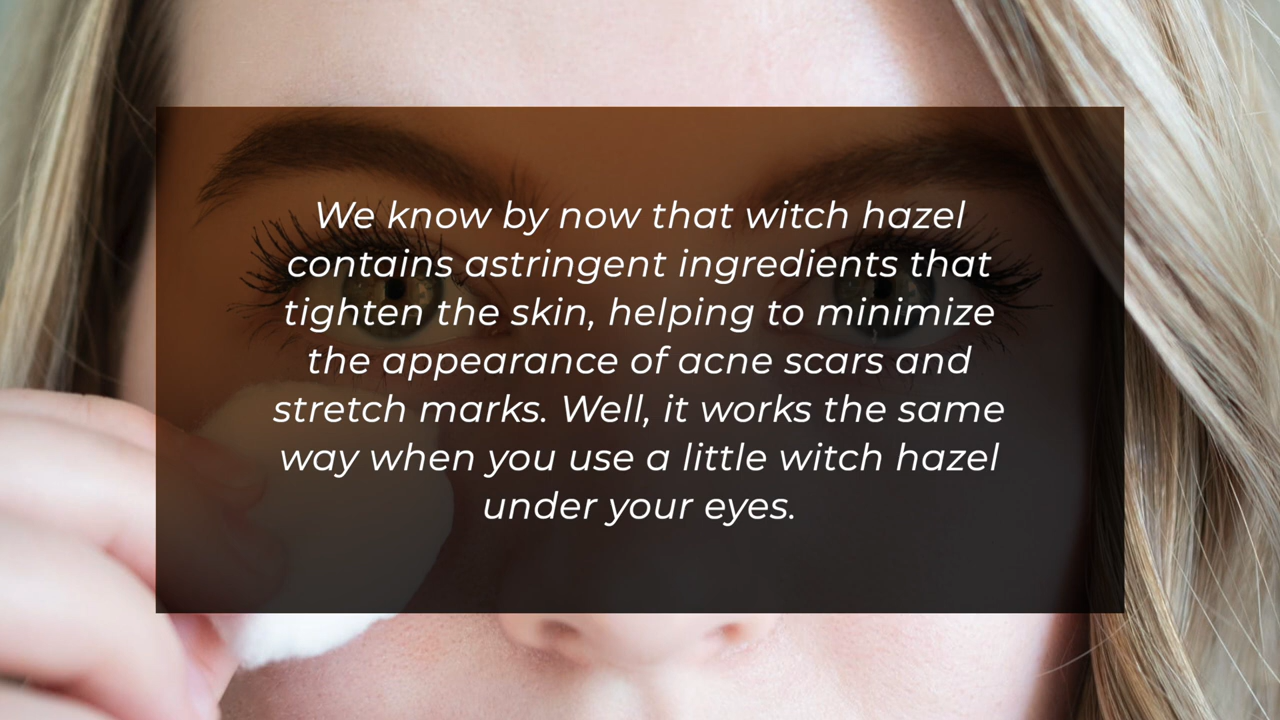 We know by now that witch hazel
contains astringent ingredients that
tighten the skin, helping to minimize
the appearance of acne scars and
stretch marks. Well, it works the same
way when you use a little witch hazel
under your eyes.